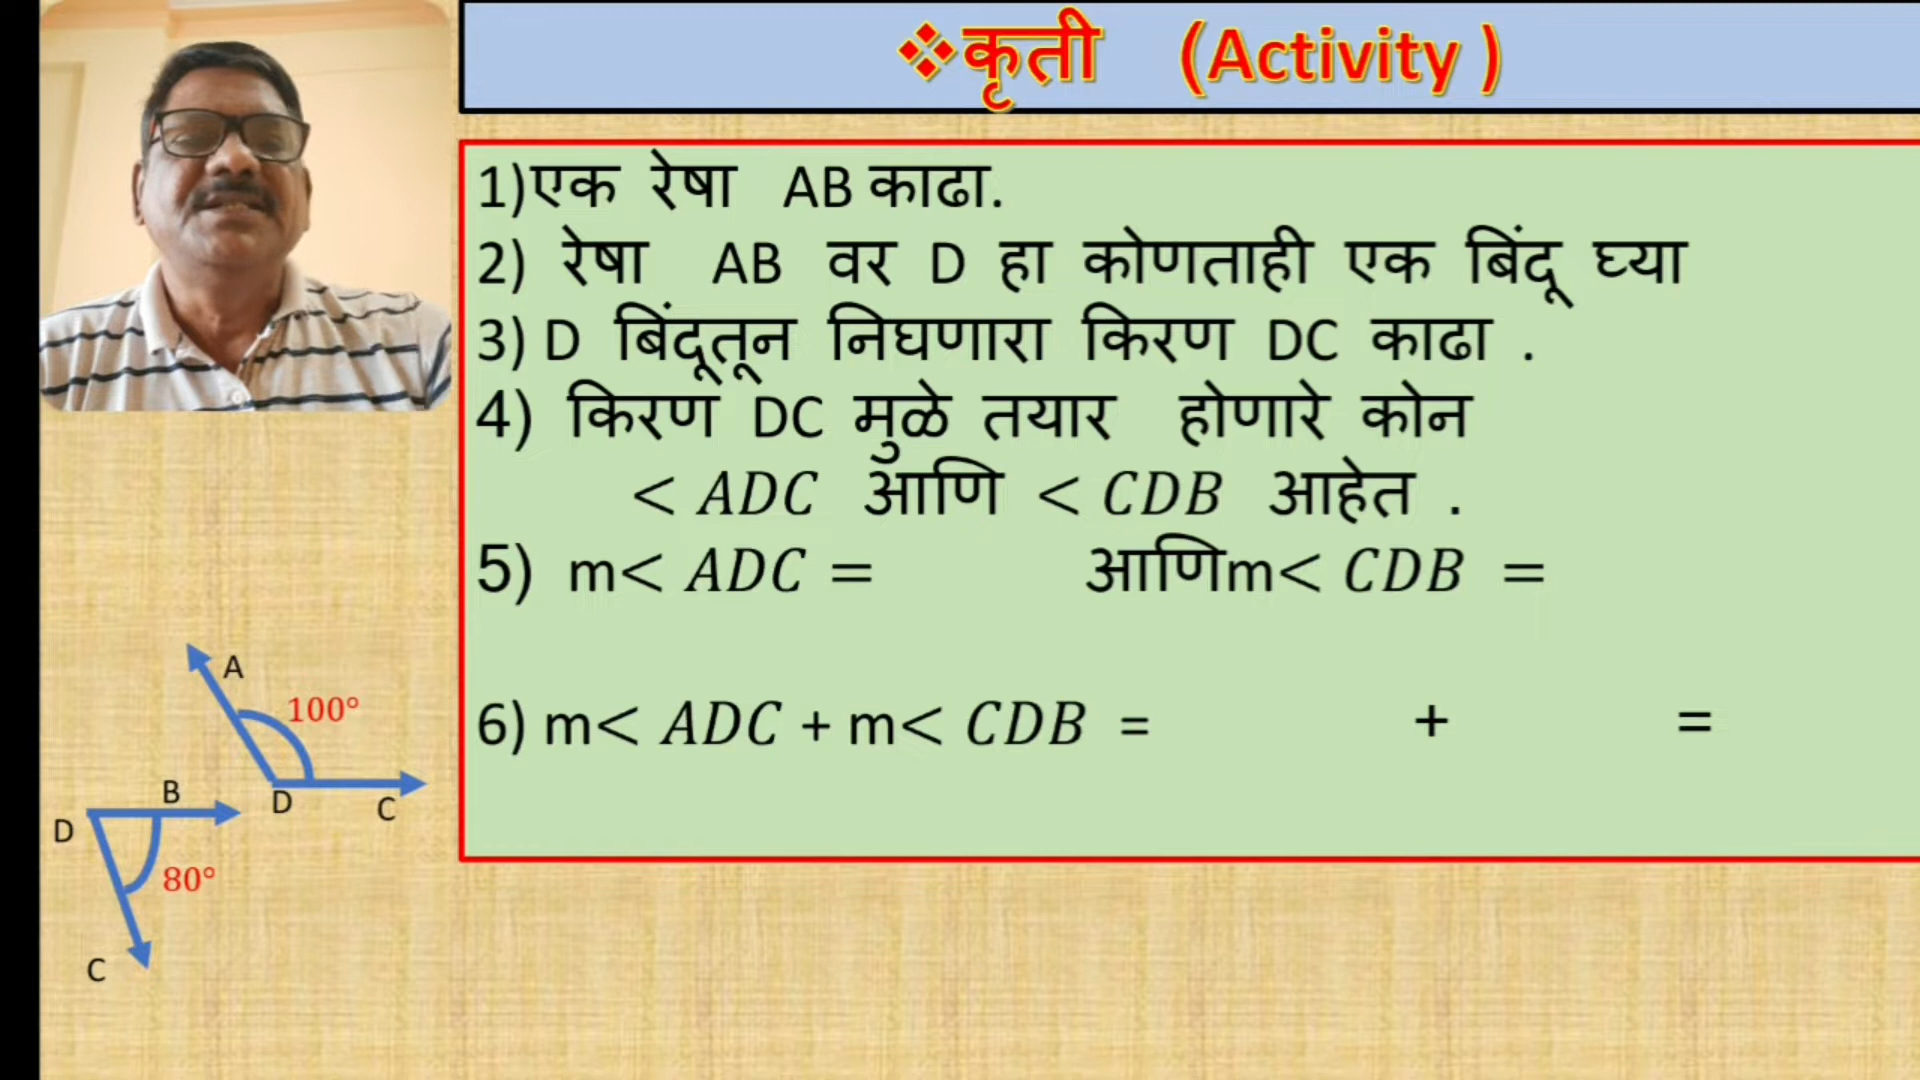 ❖कृती (Activity )
1)एक रेषा AB काढा.
2) रेषा AB वर D हा कोणताही एक बिंदू घ्या
3) D बिंदूतून निघणारा किरण DC काढा .
4) किरण DC मुळे तयार होणारे कोन
< ADC आणि < CDB आहेत .
5) m< ADC = आणिm< CDB =
6) m< ADC + m< CDB = + =
A
100°
D
C
B
D
80°
C